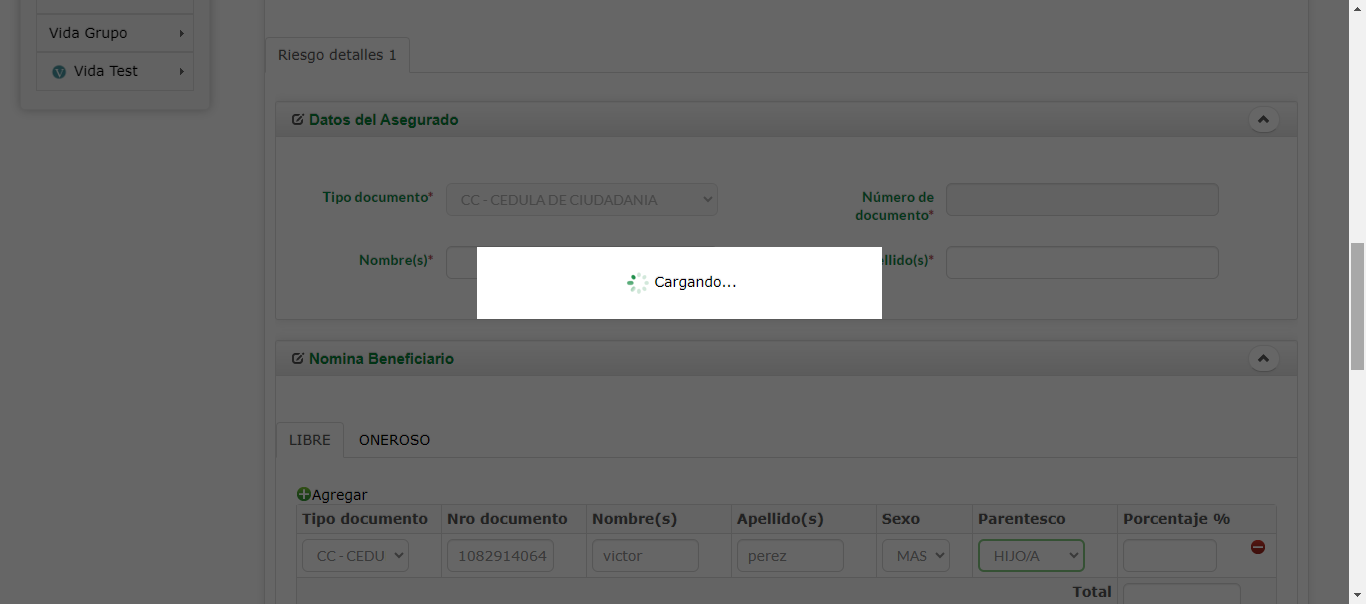 Vida Grupo
Vida Test
Riesgo detalles 1
Datos del Asegurado
Tipo documento*
CC - CEDULA DE CIUDADANIA
Número de
documento*
Nombre(s)*
ellido(s)*
Cargando...
Nomina Beneficiario
LIBRE ONEROSO
Agregar
Tipo documento Nro documento Nombre(s) Apellido(s) Sexo Parentesco Porcentaje %
CC - CEDU 1082914064 victor perez MAS HIJO/A
Total